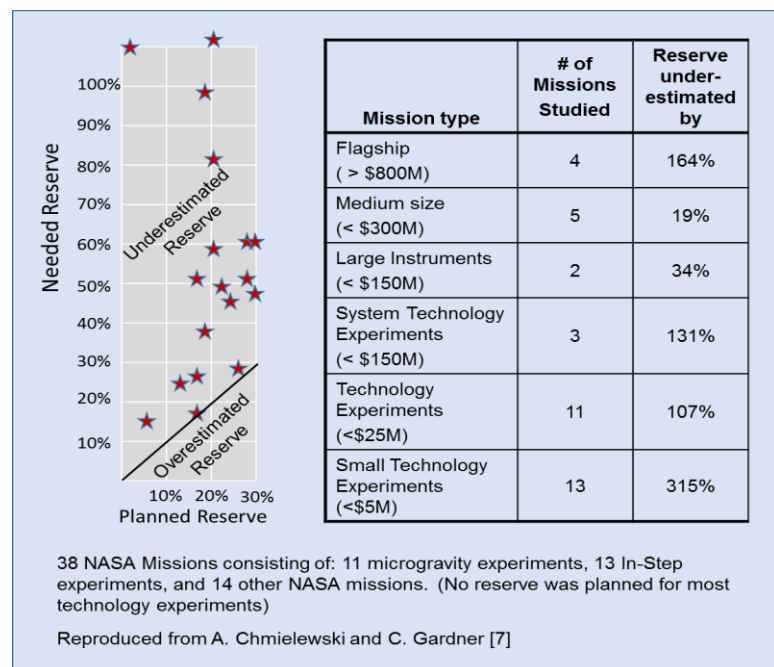 Needed Reserve
100%
90%
80%
70%
60%
50%
40%
30%
20%
10%
Underestimated
Reserve
Overestimated
Reserve
10% 20% 30%
Planned Reserve
Mission type
# of
Missions
Studied
Reserve
under-
estimated
by
Flagship
( > $800M)
4
164%
Medium size
(< $300M)
5
19%
Large Instruments
(< $150M)
2
34%
System Technology
Experiments
(< $150M)
3
131%
Technology
Experiments
(<$25M)
11
107%
Small Technology
Experiments
(<$5M)
13
315%
38 NASA Missions consisting of: 11 microgravity experiments, 13 In-Step
experiments, and 14 other NASA missions. (No reserve was planned for most
technology experiments)
Reproduced from A. Chmielewski and C. Gardner [7]